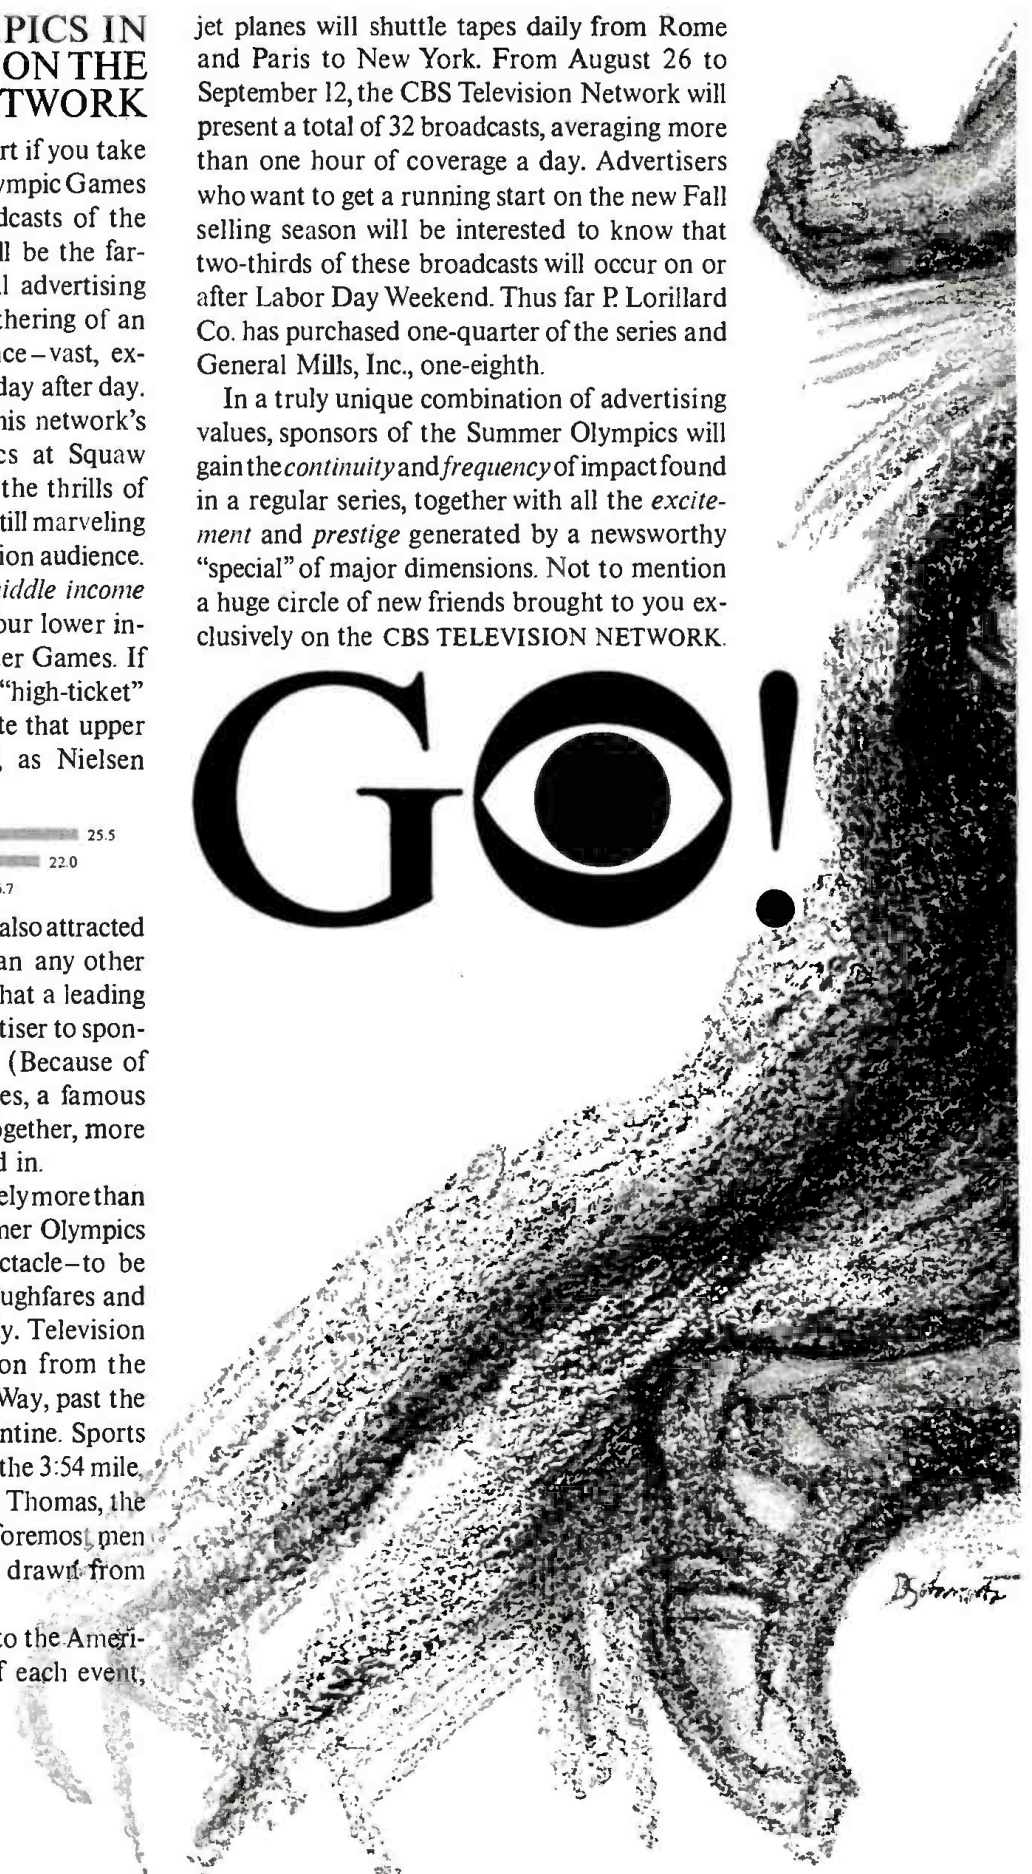 PICS IN
ON THE
TWORK
rt if you take
ympic Games
dcasts of the
ll be the far-
l advertising
thering of an
ce–vast, ex-
day after day.
his network's
cs at Squaw
the thrills of
till marveling
ion audience.
iddle income
our lower in-
er Games. If
“high-ticket”
te that upper
, as Nielsen
25.5
22.0
5.7
also attracted
an any other
hat a leading
tiser to spon-
(Because of
es, a famous
ogether, more
d in.
ely more than
mer Olympics
ctacle–to be
ughfares and
y. Television
on from the
Way, past the
ntine. Sports
the 3:54 mile,
Thomas, the
foremost men
drawn from
to the Ameri-
f each event,
jet planes will shuttle tapes daily from Rome
and Paris to New York. From August 26 to
September 12, the CBS Television Network will
present a total of 32 broadcasts, averaging more
than one hour of coverage a day. Advertisers
who want to get a running start on the new Fall
selling season will be interested to know that
two-thirds of these broadcasts will occur on or
after Labor Day Weekend. Thus far P. Lorillard
Co. has purchased one-quarter of the series and
General Mills, Inc., one-eighth.
In a truly unique combination of advertising
values, sponsors of the Summer Olympics will
gain the continuity and frequency of impact found
in a regular series, together with all the excite-
ment and prestige generated by a newsworthy
“special” of major dimensions. Not to mention
a huge circle of new friends brought to you ex-
clusively on the CBS TELEVISION NETWORK.
GO!